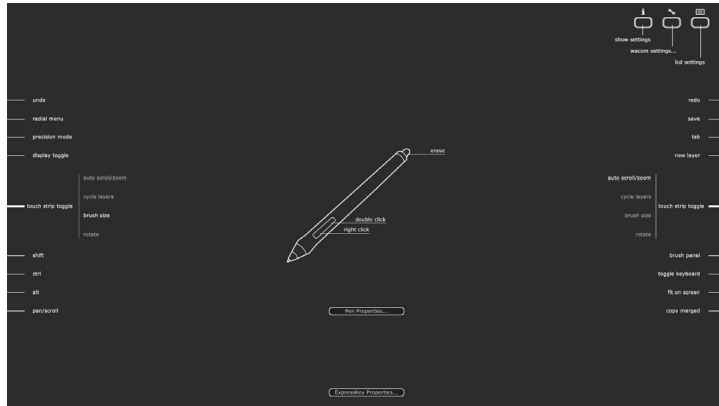 show settings
wacom settings...
lcd settings
undo
radial menu
precision mode
display toggle
auto scroll/zoom
cycle layers
touch strip toggle
brush size
rotate
shift
ctrl
alt
pan/scroll
erase
double click
right click
Pen Properties...
ExpressKey Properties...
redo
save
tab
new layer
auto scroll/zoom
cycle layers
touch strip toggle
brush size
rotate
brush panel
toggle keyboard
fit on screen
copy merged